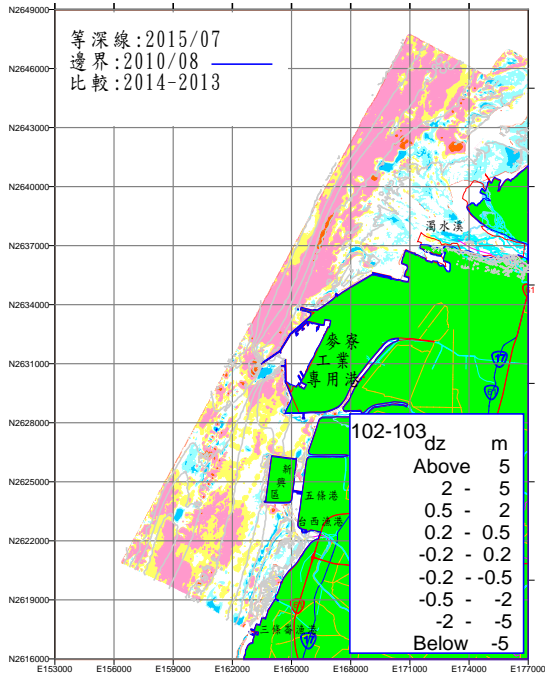 等深線:2015/07
邊界:2010/08
比較:2014-2013
N2649000
N2646000
N2643000
N2640000
N2637000
N2634000
N2631000
N2628000
N2625000
N2622000
N2619000
N2616000
E153000 E156000 E159000 E162000 E165000 E168000 E171000 E174000 E177000
濁水溪
麥寮
工業
專用港
新
興
區
五條港
台西漁港
三條崙漁港
17
17
102-103
dz m
Above 5
2 - 5
0.5 - 2
0.2 - 0.5
-0.2 - 0.2
-0.2 - -0.5
-0.5 - -2
-2 - -5
Below -5